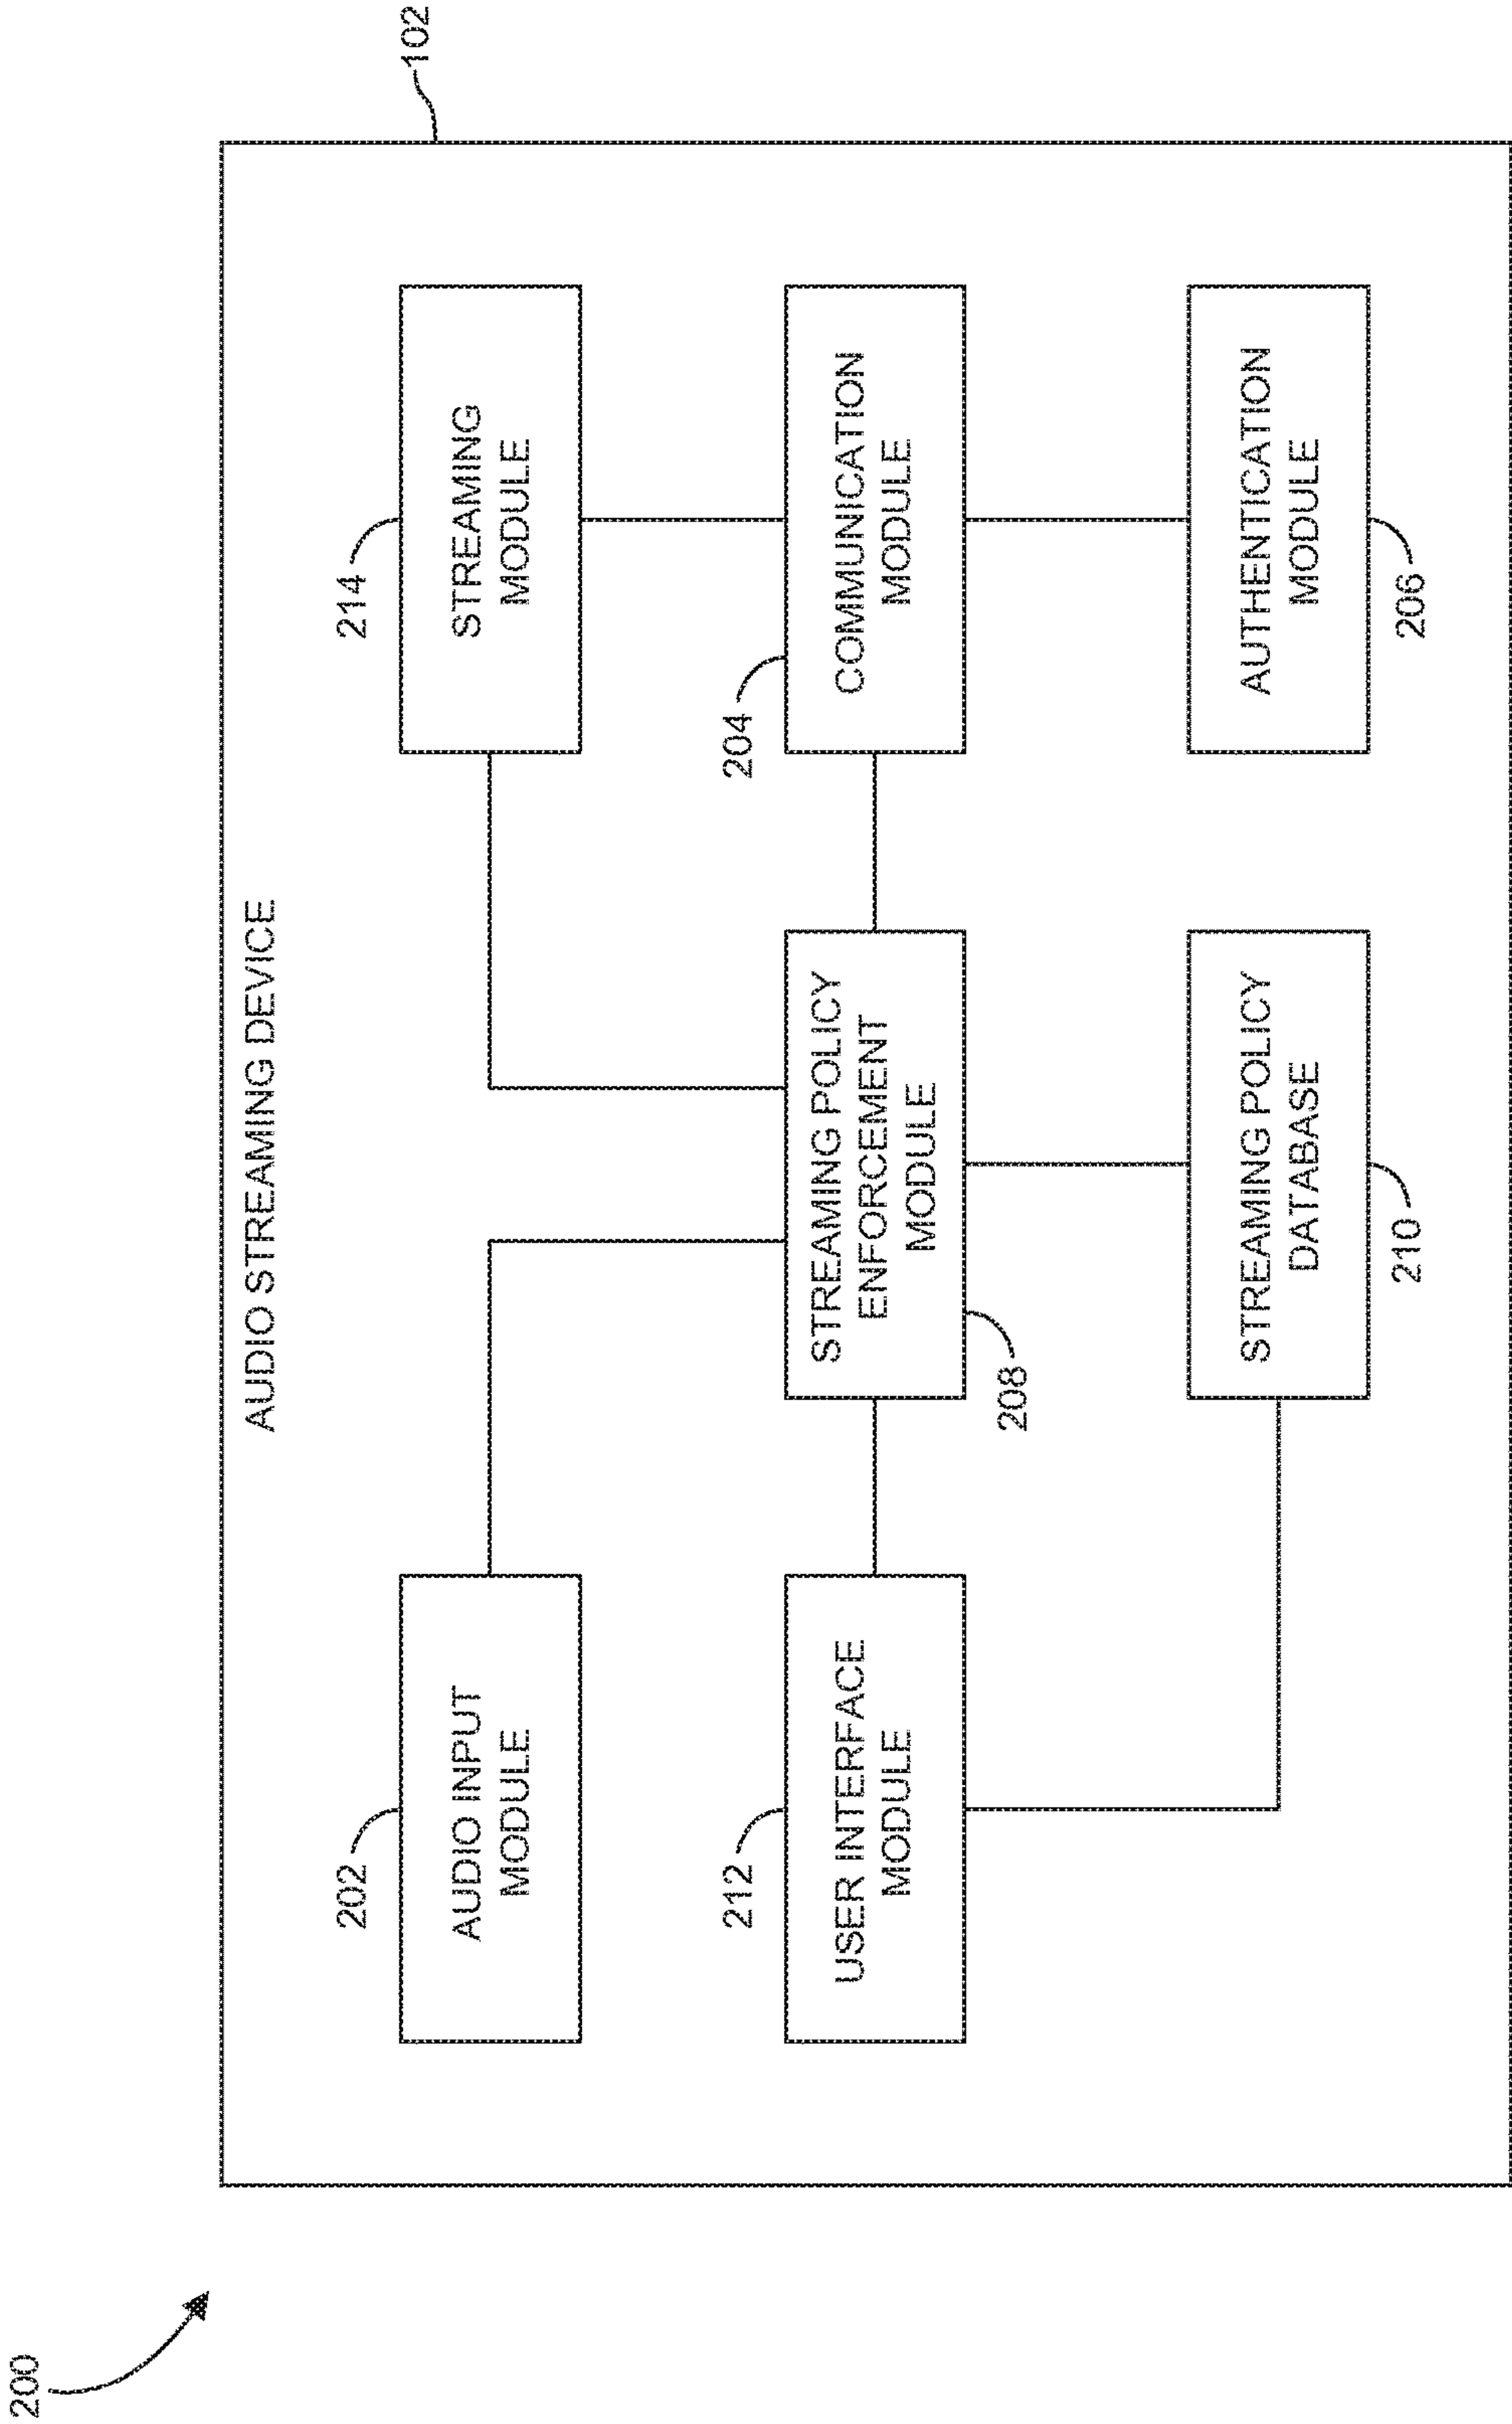 200
AUDIO STREAMING DEVICE
102
202
AUDIO INPUT
MODULE
214
STREAMING
MODULE
212
USER INTERFACE
MODULE
STREAMING POLICY
ENFORCEMENT
MODULE
208
204
COMMUNICATION
MODULE
STREAMING POLICY
DATABASE
210
AUTHENTICATION
MODULE
206